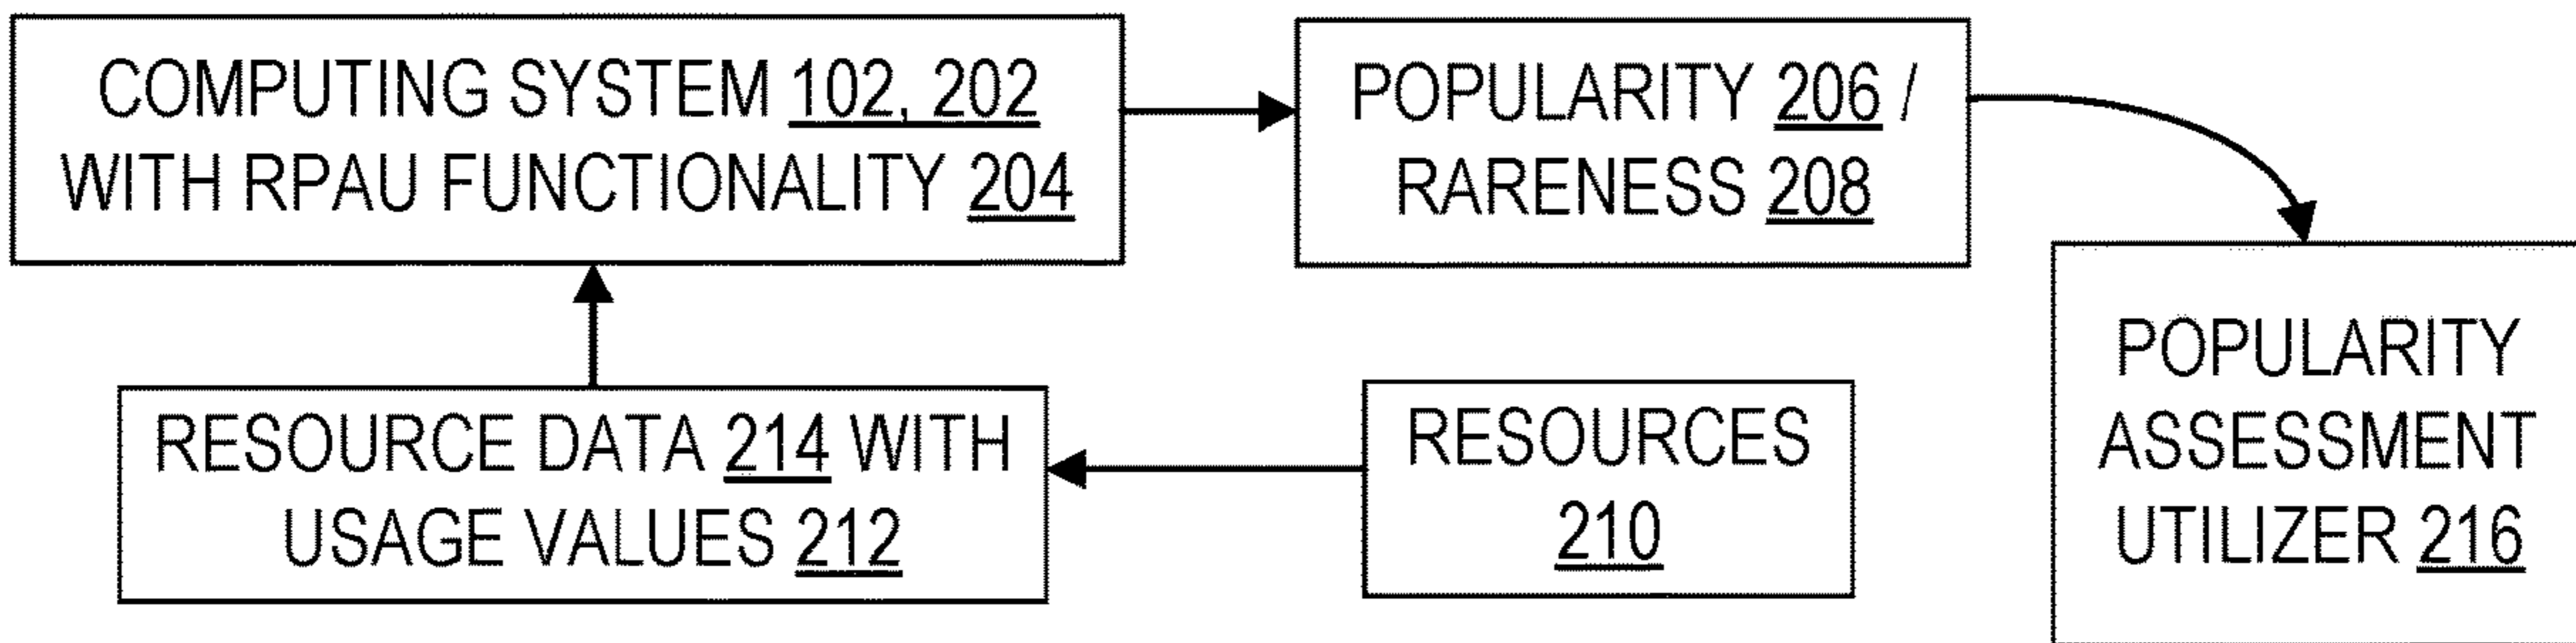 COMPUTING SYSTEM 102, 202
WITH RPAU FUNCTIONALITY 204
POPULARITY 206 /
RARENESS 208
RESOURCE DATA 214 WITH
USAGE VALUES 212
RESOURCES
210
POPULARITY
ASSESSMENT
UTILIZER 216